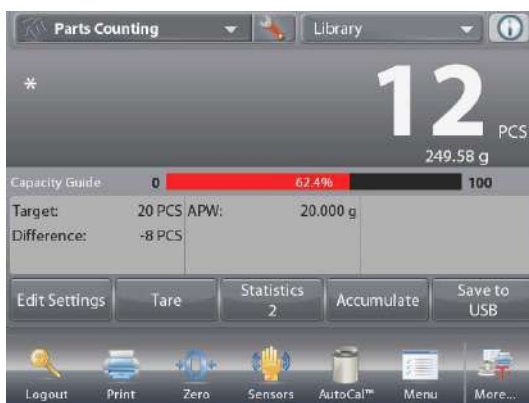 Parts Counting
Library
*
12
PCS
249.58 g
Capacity Guide 0 62.4% 100
Target: 20 PCS APW: 20.000 g
Difference: -8 PCS
Edit Settings
Tare
Statistics
2
Accumulate
Save to
USB
Logout Print Zero Sensors AutoCal™ Menu More...